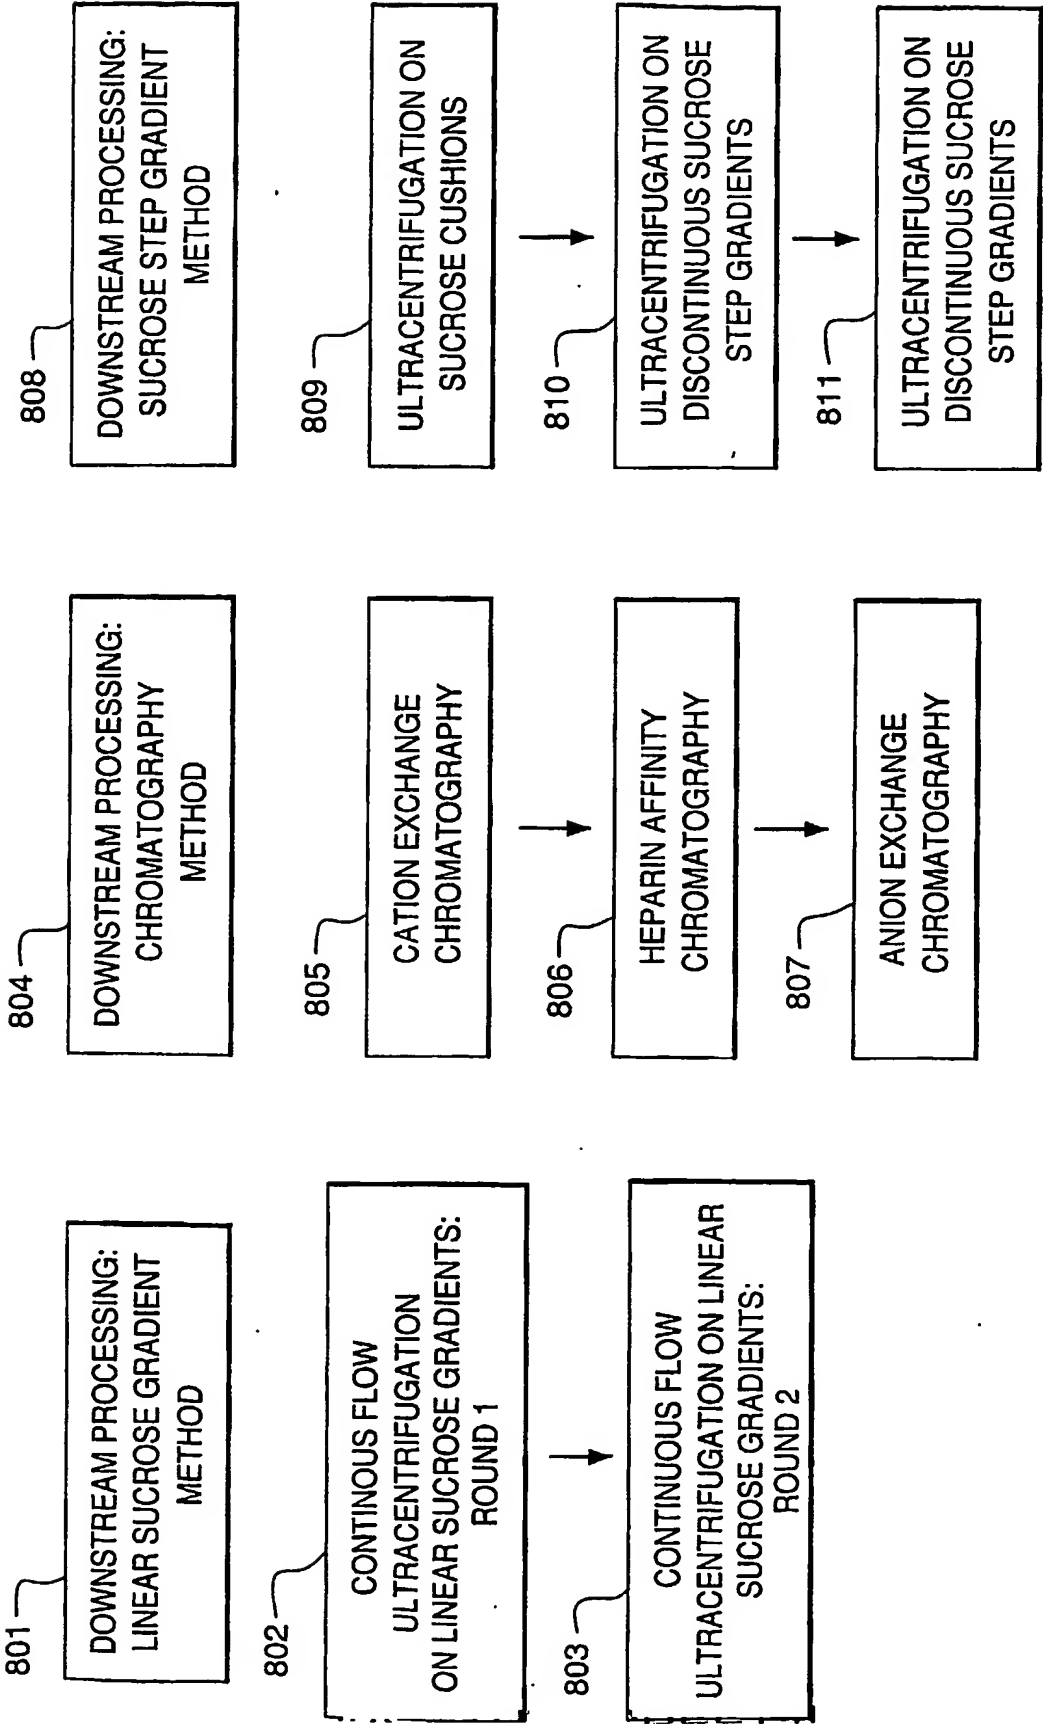 801
DOWNSTREAM PROCESSING:
LINEAR SUCROSE GRADIENT
METHOD
802
CONTINOUS FLOW
ULTRACENTRIFUGATION
ON LINEAR SUCROSE GRADIENTS:
ROUND 1
803
CONTINUOUS FLOW
ULTRACENTRIFUGATION ON LINEAR
SUCROSE GRADIENTS:
ROUND 2
804
DOWNSTREAM PROCESSING:
CHROMATOGRAPHY
METHOD
805
CATION EXCHANGE
CHROMATOGRAPHY
806
HEPARIN AFFINITY
CHROMATOGRAPHY
807
ANION EXCHANGE
CHROMATOGRAPHY
808
DOWNSTREAM PROCESSING:
SUCROSE STEP GRADIENT
METHOD
809
ULTRACENTRIFUGATION ON
SUCROSE CUSHIONS
810
ULTRACENTRIFUGATION ON
DISCONTINUOUS SUCROSE
STEP GRADIENTS
811
ULTRACENTRIFUGATION ON
DISCONTINUOUS SUCROSE
STEP GRADIENTS